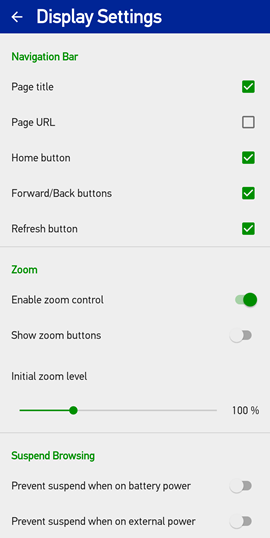 Display Settings
Navigation Bar
Page title
Page URL
Home button
Forward/Back buttons
Refresh button
Zoom
Enable zoom control
Show zoom buttons
Initial zoom level
100 %
Suspend Browsing
Prevent suspend when on battery power
Prevent suspend when on external power